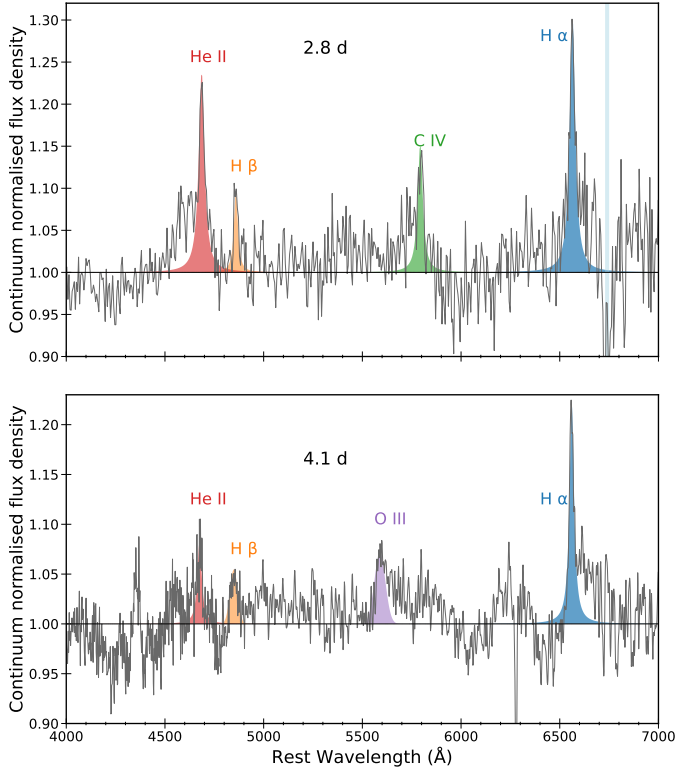 Continuum normalised flux density
1.30
1.25
1.20
1.15
1.10
1.05
1.00
0.95
0.90
2.8 d
He II
H β
C IV
H α
Continuum normalised flux density
1.20
1.15
1.10
1.05
1.00
0.95
0.90
4.1 d
He II
H β
O III
H α
4000
4500
5000
5500
6000
6500
7000
Rest Wavelength (Å)